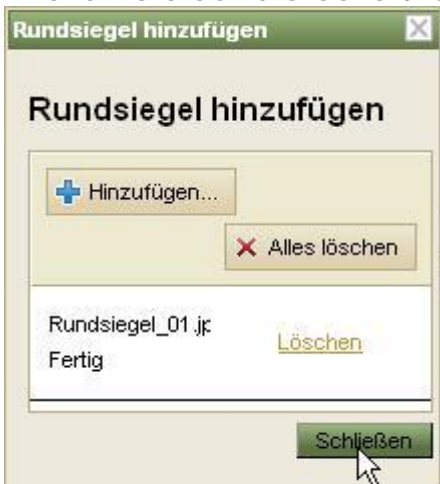 Rundsiegel hinzufügen
Rundsiegel hinzufügen
Hinzufügen...
Alles löschen
Rundsiegel_01.jp
Löschen
Fertig
Schließen